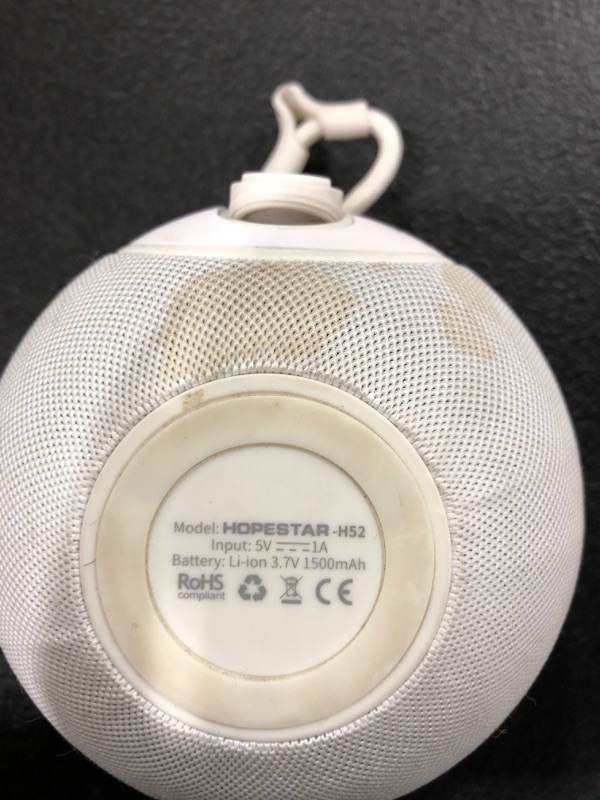 Model: HOPESTAR-H52
Input: 5V ⎓ 1A
Battery: Li-ion 3.7V 1500mAh
RoHS
compliant
CE